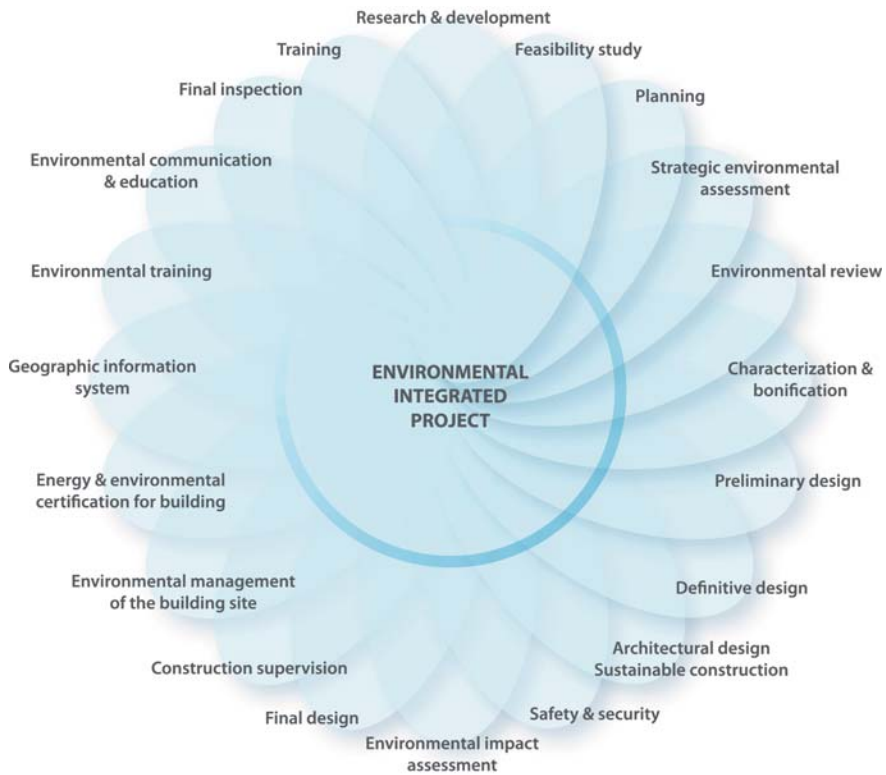 Research & development
Feasibility study
Planning
Strategic environmental
assessment
Environmental review
Characterization &
bonification
Preliminary design
Definitive design
Architectural design
Sustainable construction
Safety & security
Environmental impact
assessment
Final design
Construction supervision
Environmental management
of the building site
Energy & environmental
certification for building
Geographic information
system
Environmental training
Environmental communication
& education
Final inspection
Training
ENVIRONMENTAL
INTEGRATED
PROJECT